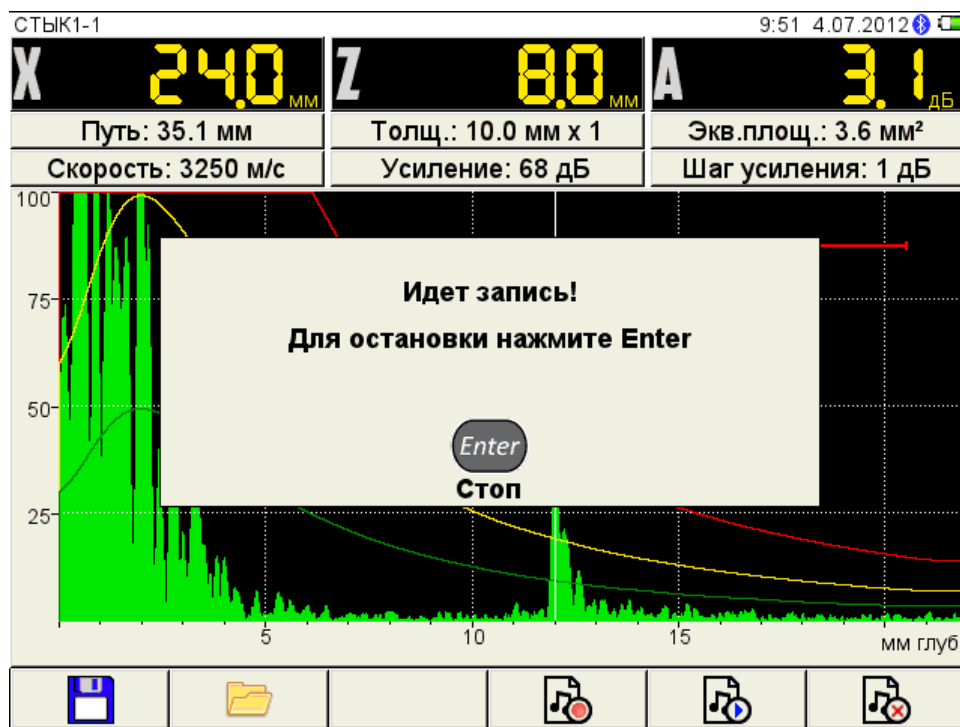 СТЫК1-1 9:51 4.07.2012
X 24.0 мм Z 8.0 мм A 3.1 дБ
Путь: 35.1 мм Толщ.: 10.0 мм x 1 Экв.площ.: 3.6 мм²
Скорость: 3250 м/с Усиление: 68 дБ Шаг усиления: 1 дБ
100
75
50
25
Идет запись!
Для остановки нажмите Enter
Enter
Стоп
5 10 15 мм глуб